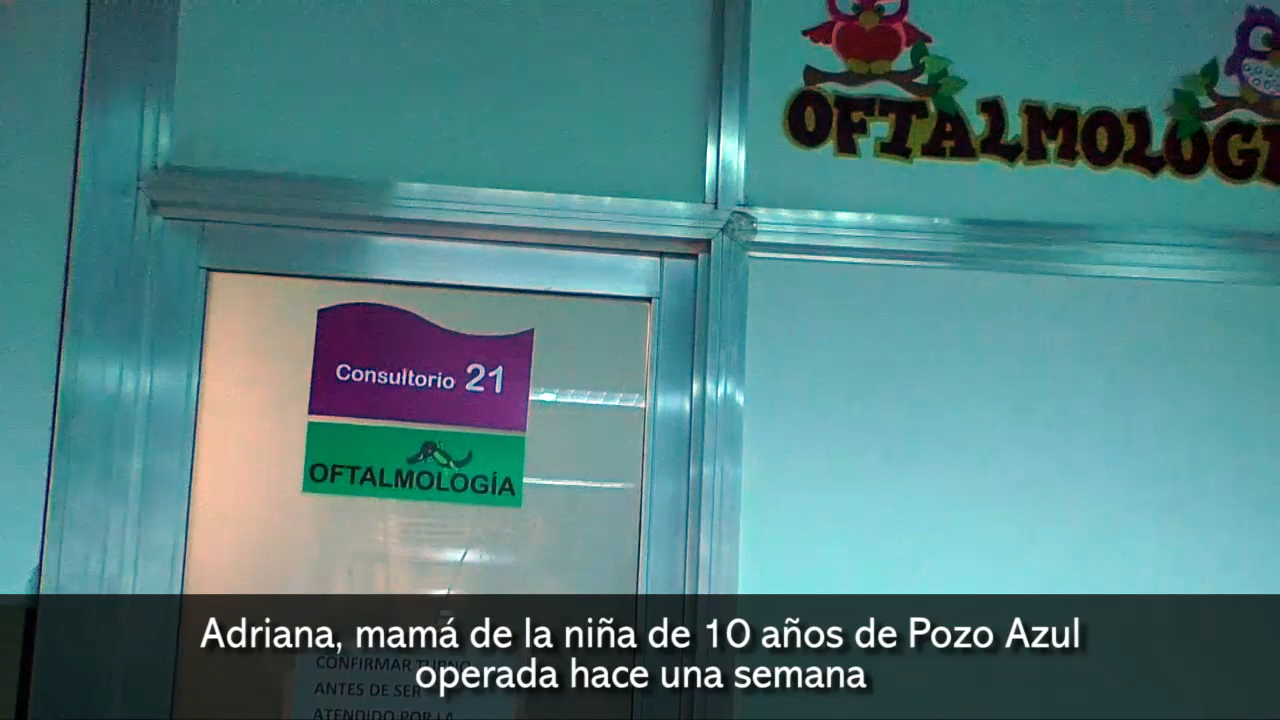 OFTALMOLOGI
Consultorio 21
OFTALMOLOGÍA
Adriana, mamá de la niña de 10 años de Pozo Azul
operada hace una semana
CONFIRMAR TURNO
ANTES DE SER
ATENDIDO POR LA